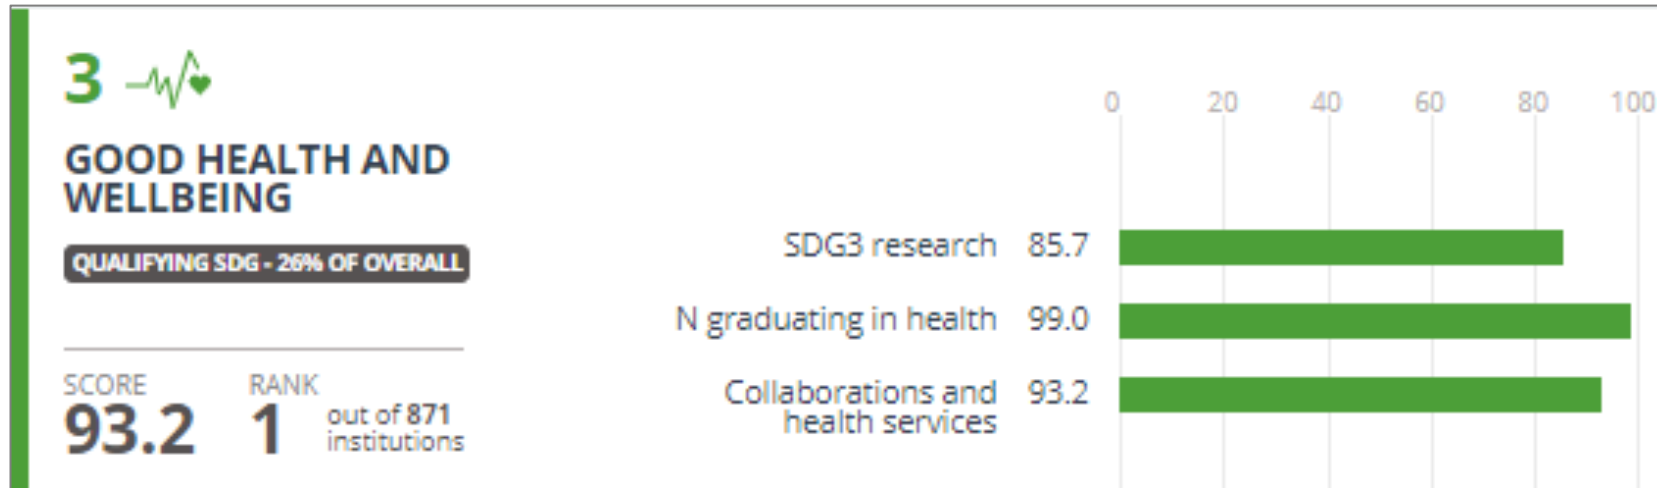 3
GOOD HEALTH AND
WELLBEING
QUALIFYING SDG - 26% OF OVERALL
SCORE
93.2
RANK
1
out of 871
institutions
0 20 40 60 80 100
SDG3 research 85.7
N graduating in health 99.0
Collaborations and 93.2
health services